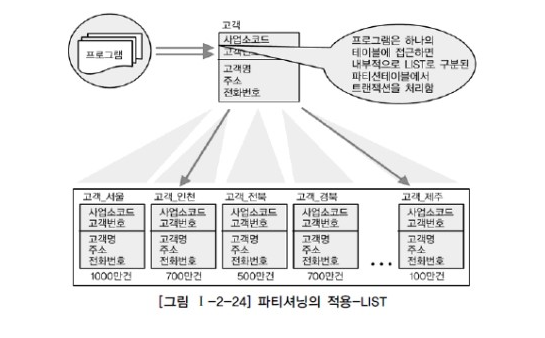 고객
프로그램
사업소코드
고객번호
고객명
주소
전화번호
프로그램은 하나의
테이블에 접근하면
내부적으로 LIST로 구분된
파티션테이블에서
트랜잭션을 처리함
고객_서울 고객_인천 고객_전북 고객_경북 고객_제주
사업소코드 사업소코드 사업소코드 사업소코드 사업소코드
고객번호 고객번호 고객번호 고객번호 고객번호
고객명 고객명 고객명 고객명 고객명
주소 주소 주소 주소 주소
전화번호 전화번호 전화번호 전화번호 전화번호
1000만건 700만건 500만건 700만건 100만건
[그림 Ⅰ-2-24] 파티셔닝의 적용-LIST